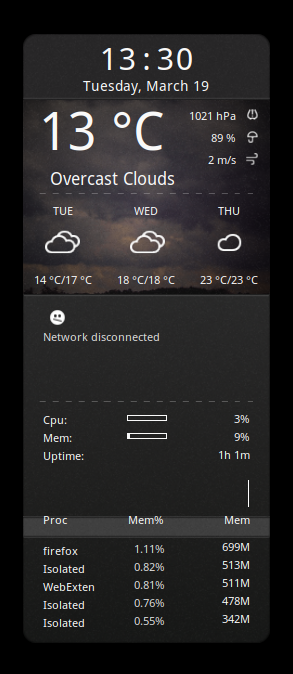 13:30
Tuesday, March 19
13 °C
1021 hPa
89 %
2 m/s
Overcast Clouds
TUE WED THU
14 °C/17 °C 18 °C/18 °C 23 °C/23 °C
Network disconnected
Cpu: 3%
Mem: 9%
Uptime: 1h 1m
Proc Mem% Mem
firefox 1.11% 699M
Isolated 0.82% 513M
WebExten 0.81% 511M
Isolated 0.76% 478M
Isolated 0.55% 342M